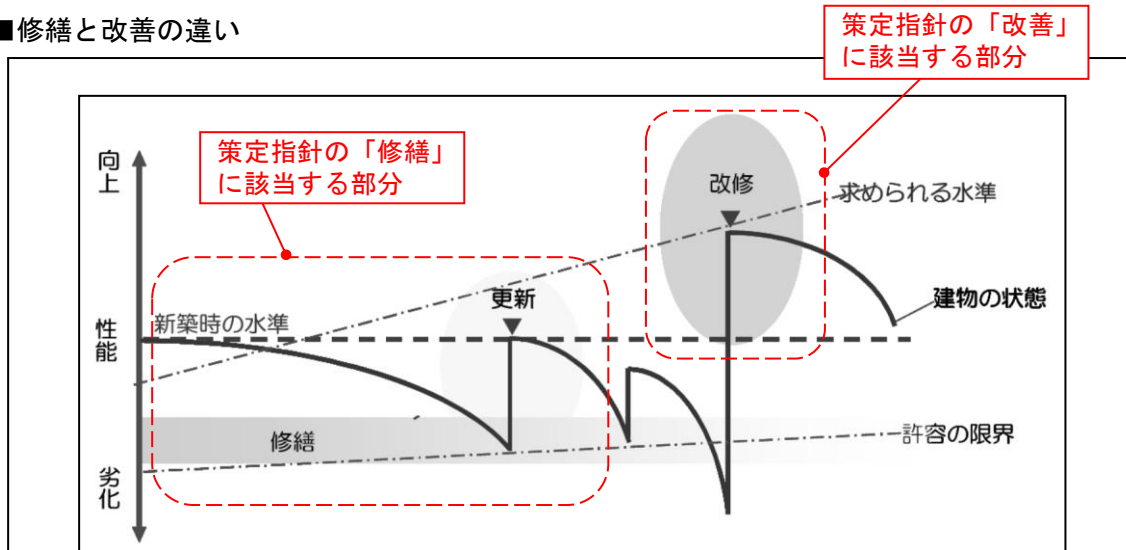 ■修繕と改善の違い
策定指針の「改善」
に該当する部分
策定指針の「修繕」
に該当する部分
向上
改修
求められる水準
更新
建物の状態
新築時の水準
性能
修繕
許容の限界
劣化